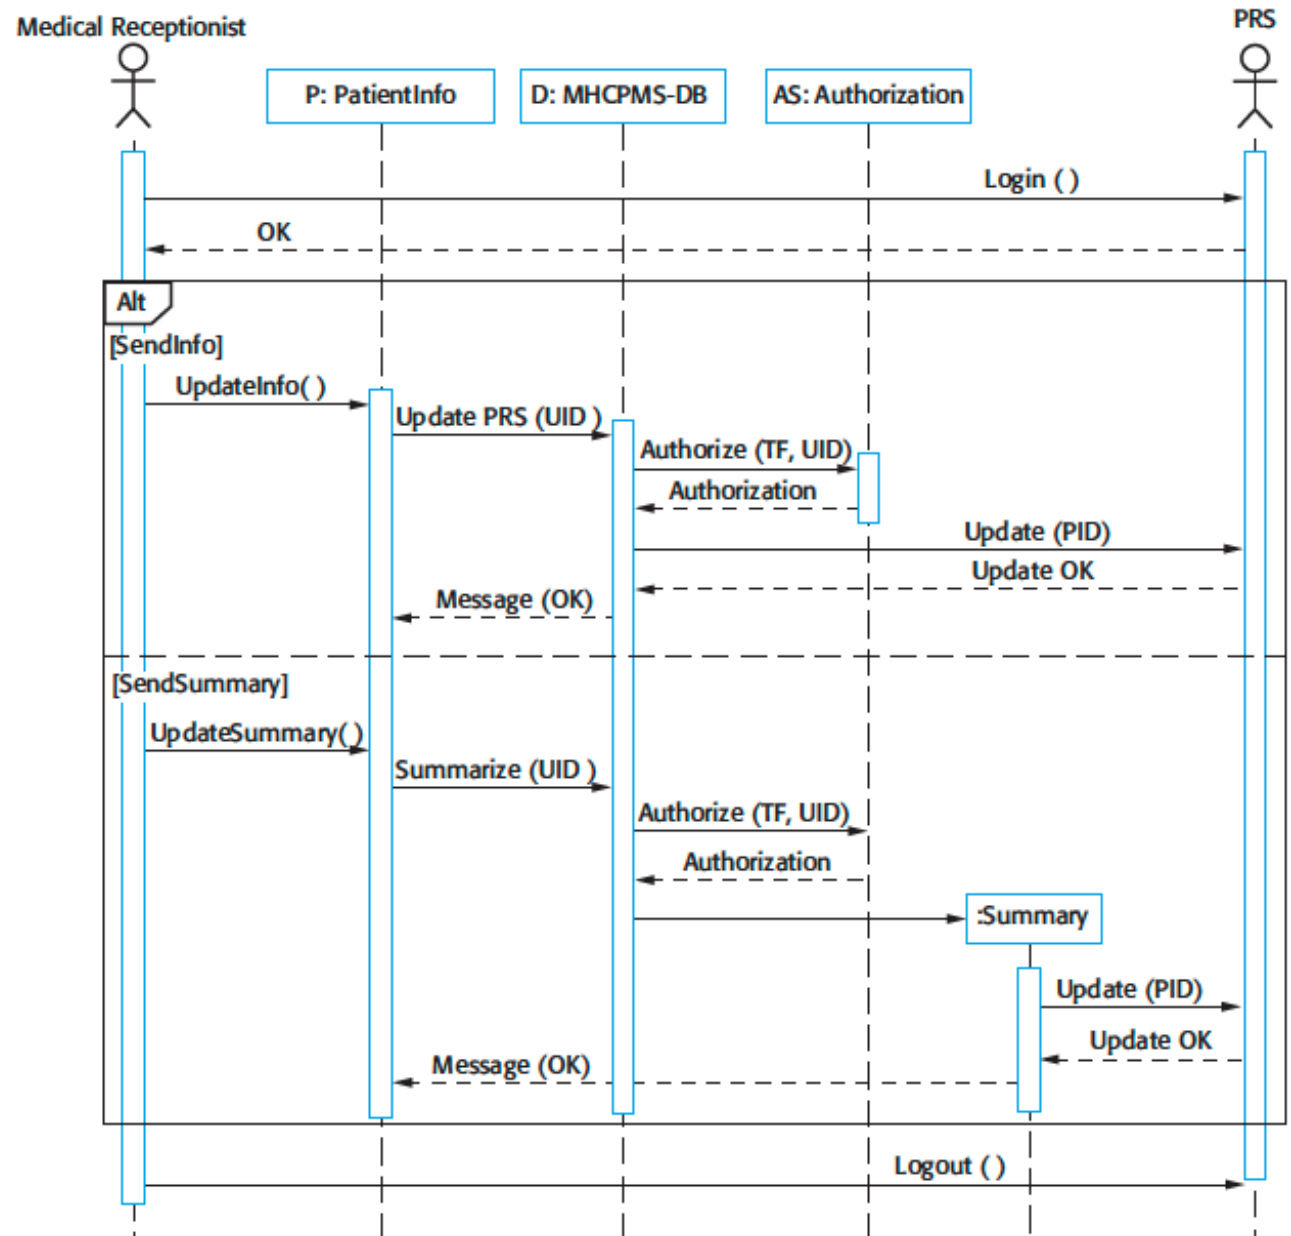 Medical Receptionist
PRS
P: PatientInfo
D: MHCPMS-DB
AS: Authorization
Login ( )
OK
Alt
[SendInfo]
UpdateInfo( )
Update PRS (UID )
Authorize (TF, UID)
Authorization
Update (PID)
Update OK
Message (OK)
[SendSummary]
UpdateSummary( )
Summarize (UID )
Authorize (TF, UID)
Authorization
:Summary
Update (PID)
Update OK
Message (OK)
Logout ( )